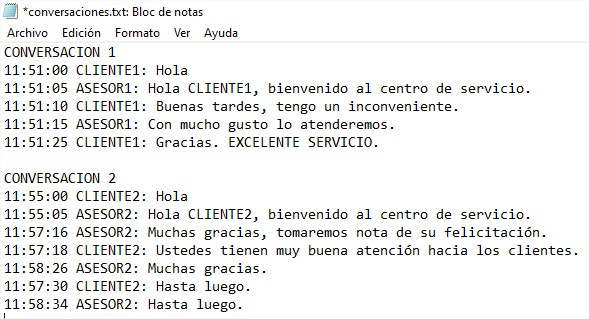 *conversaciones.txt: Bloc de notas
Archivo Edición Formato Ver Ayuda
CONVERSACION 1
11:51:00 CLIENTE1: Hola
11:51:05 ASESOR1: Hola CLIENTE1, bienvenido al centro de servicio.
11:51:10 CLIENTE1: Buenas tardes, tengo un inconveniente.
11:51:15 ASESOR1: Con mucho gusto lo atenderemos.
11:51:25 CLIENTE1: Gracias. EXCELENTE SERVICIO.

CONVERSACION 2
11:55:00 CLIENTE2: Hola
11:55:05 ASESOR2: Hola CLIENTE2, bienvenido al centro de servicio.
11:57:16 ASESOR2: Muchas gracias, tomaremos nota de su felicitación.
11:57:18 CLIENTE2: Ustedes tienen muy buena atención hacia los clientes.
11:58:26 ASESOR2: Muchas gracias.
11:57:30 CLIENTE2: Hasta luego.
11:58:34 ASESOR2: Hasta luego.